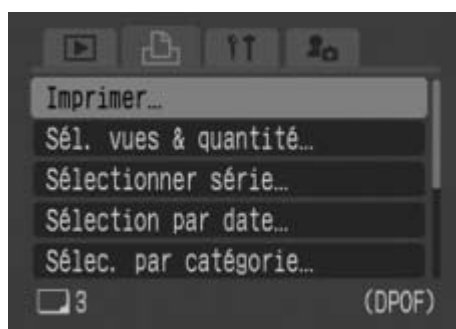 Imprimer...
Sél. vues & quantité...
Sélectionner série...
Sélection par date...
Sélec. par catégorie...
3 (DPOF)